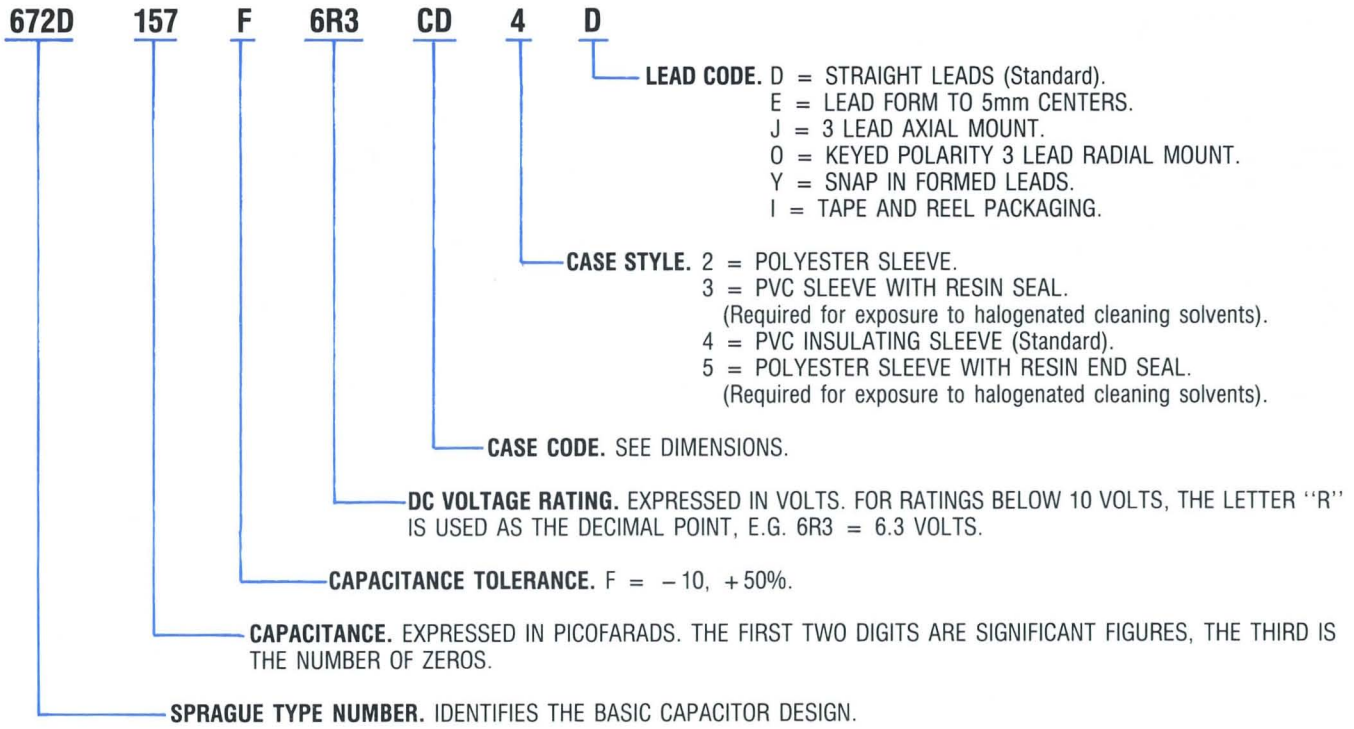 672D 157 F 6R3 CD 4 D
LEAD CODE. D = STRAIGHT LEADS (Standard).
E = LEAD FORM TO 5mm CENTERS.
J = 3 LEAD AXIAL MOUNT.
O = KEYED POLARITY 3 LEAD RADIAL MOUNT.
Y = SNAP IN FORMED LEADS.
I = TAPE AND REEL PACKAGING.
CASE STYLE. 2 = POLYESTER SLEEVE.
3 = PVC SLEEVE WITH RESIN SEAL.
(Required for exposure to halogenated cleaning solvents).
4 = PVC INSULATING SLEEVE (Standard).
5 = POLYESTER SLEEVE WITH RESIN END SEAL.
(Required for exposure to halogenated cleaning solvents).
CASE CODE. SEE DIMENSIONS.
DC VOLTAGE RATING. EXPRESSED IN VOLTS. FOR RATINGS BELOW 10 VOLTS, THE LETTER ‘‘R’’
IS USED AS THE DECIMAL POINT, E.G. 6R3 = 6.3 VOLTS.
CAPACITANCE TOLERANCE. F = −10, +50%.
CAPACITANCE. EXPRESSED IN PICOFARADS. THE FIRST TWO DIGITS ARE SIGNIFICANT FIGURES, THE THIRD IS
THE NUMBER OF ZEROS.
SPRAGUE TYPE NUMBER. IDENTIFIES THE BASIC CAPACITOR DESIGN.